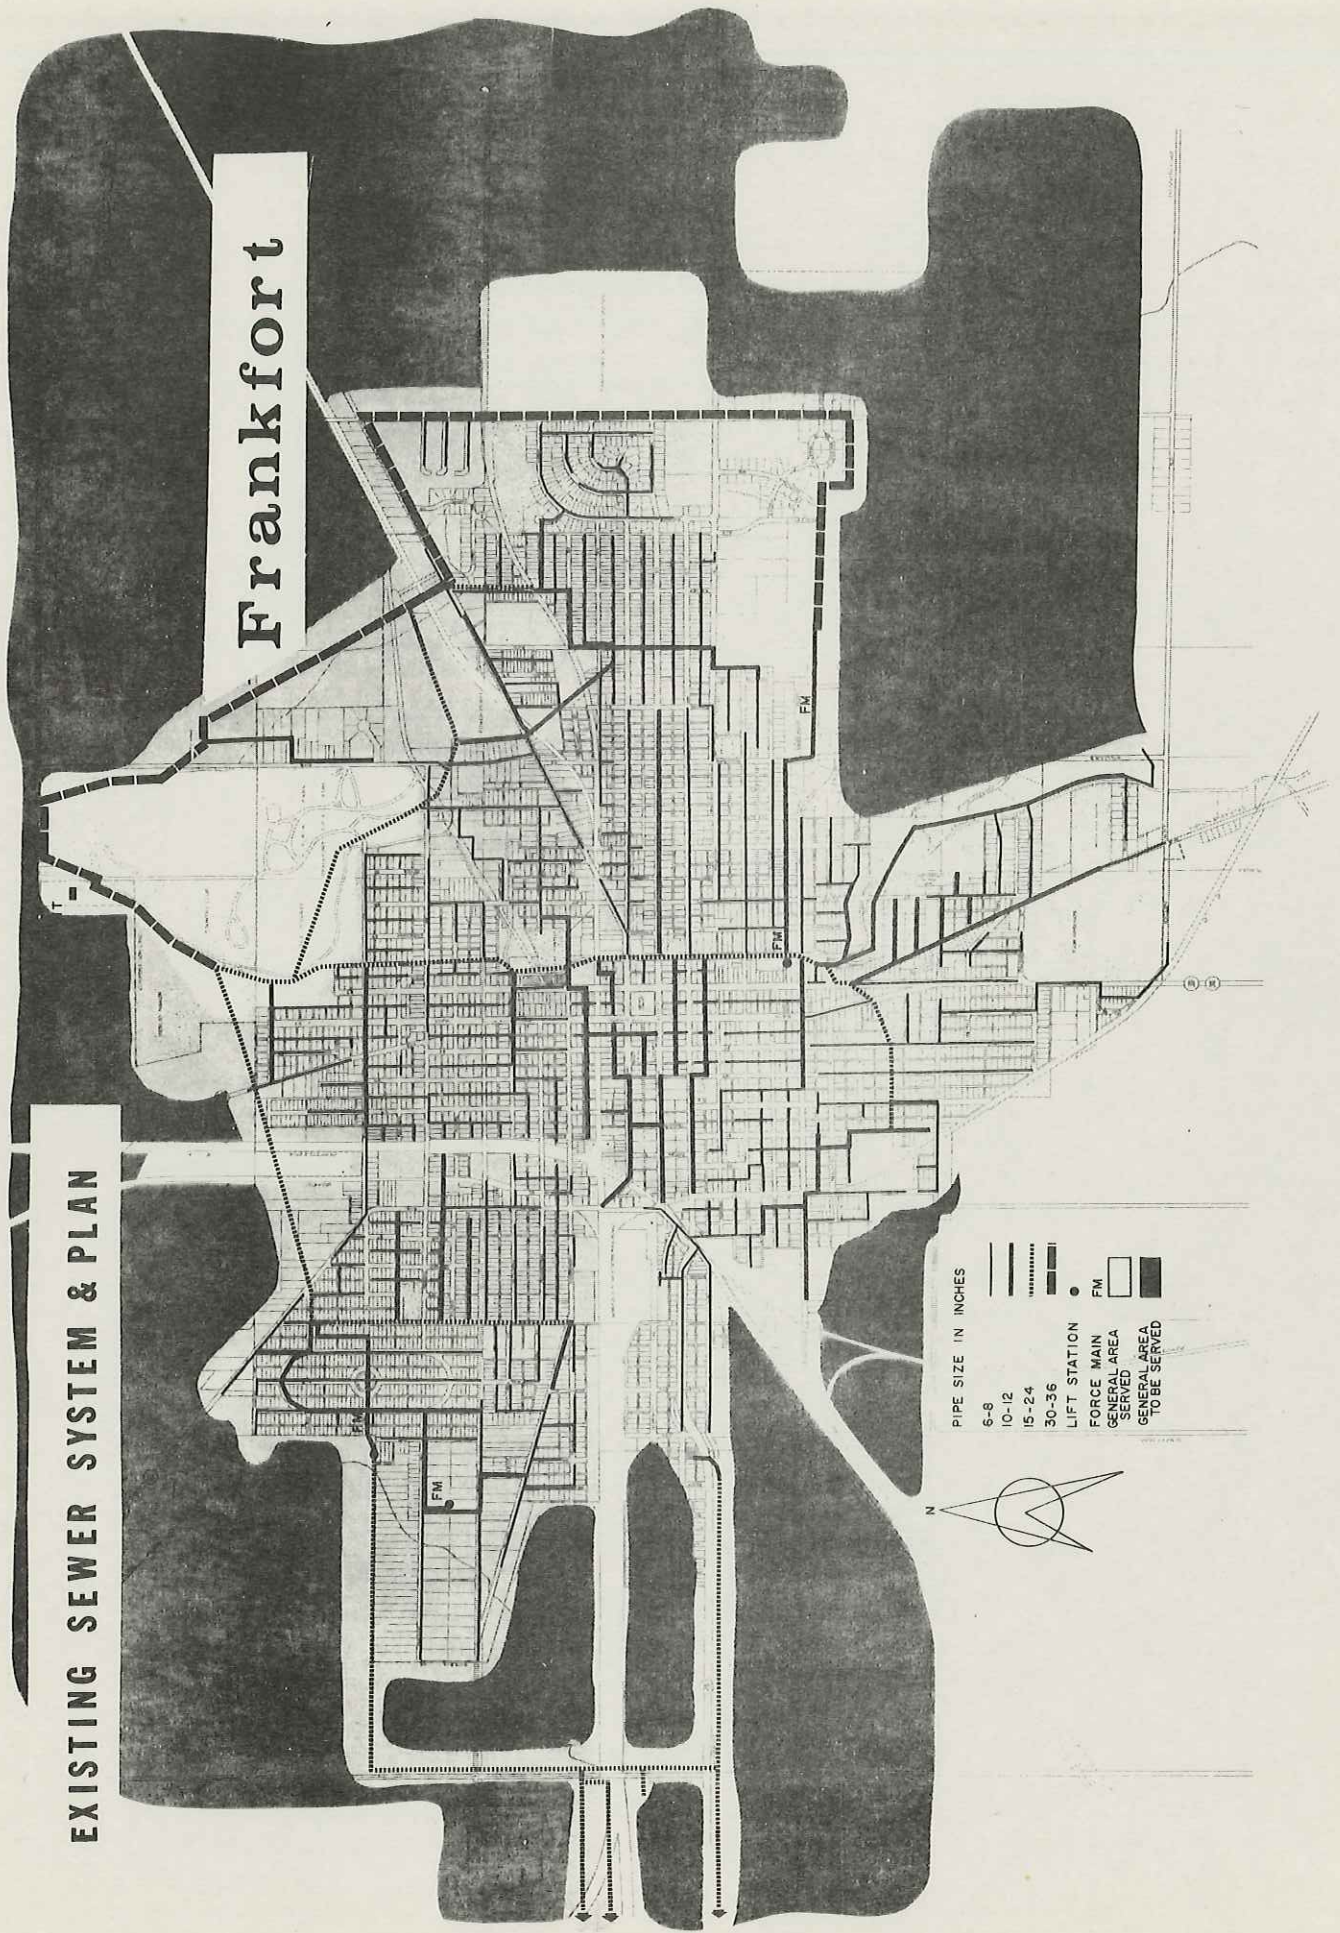 EXISTING SEWER SYSTEM & PLAN
Frankfort
T
FM
FM
FM
FM
N
PIPE SIZE IN INCHES
6-8
10-12
15-24
30-36
LIFT STATION
FORCE MAIN FM
GENERAL AREA
SERVED
GENERAL AREA
TO BE SERVED